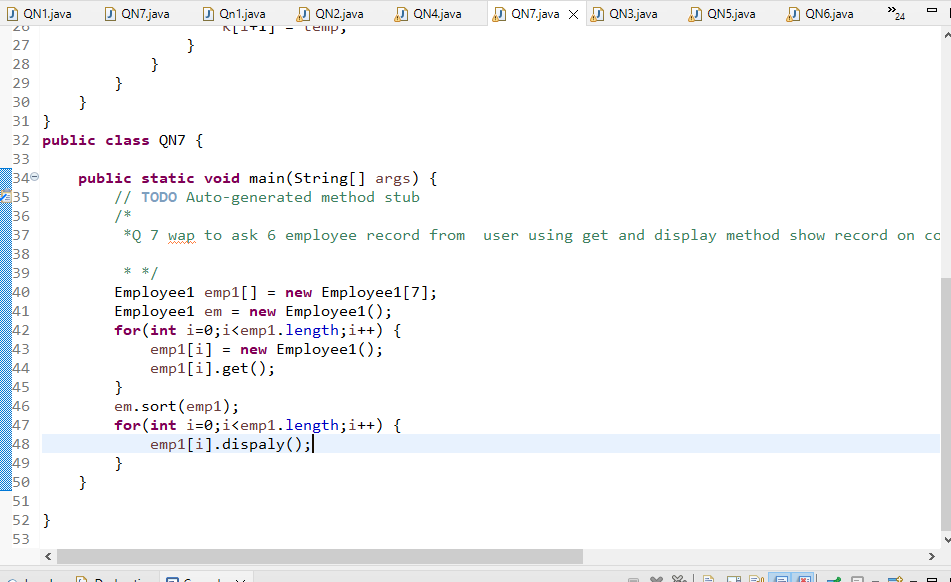 QN1.java QN7.java Qn1.java QN2.java QN4.java QN7.java QN3.java QN5.java QN6.java 24
26 k[i+1] = temp;
27 }
28 }
29 }
30 }
31 }
32 public class QN7 {
33
34 public static void main(String[] args) {
35 // TODO Auto-generated method stub
36 /*
37 *Q 7 wap to ask 6 employee record from  user using get and display method show record on co
38
39 * */
40 Employee1 emp1[] = new Employee1[7];
41 Employee1 em = new Employee1();
42 for(int i=0;i<emp1.length;i++) {
43 emp1[i] = new Employee1();
44 emp1[i].get();
45 }
46 em.sort(emp1);
47 for(int i=0;i<emp1.length;i++) {
48 emp1[i].dispaly();
49 }
50 }
51
52 }
53